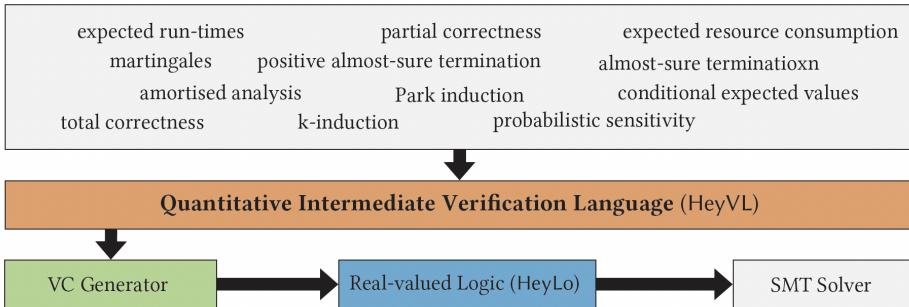 expected run-times partial correctness expected resource consumption
martingales positive almost-sure termination almost-sure terminatioxn
amortised analysis Park induction conditional expected values
total correctness k-induction probabilistic sensitivity
Quantitative Intermediate Verification Language (HeyVL)
VC Generator Real-valued Logic (HeyLo) SMT Solver